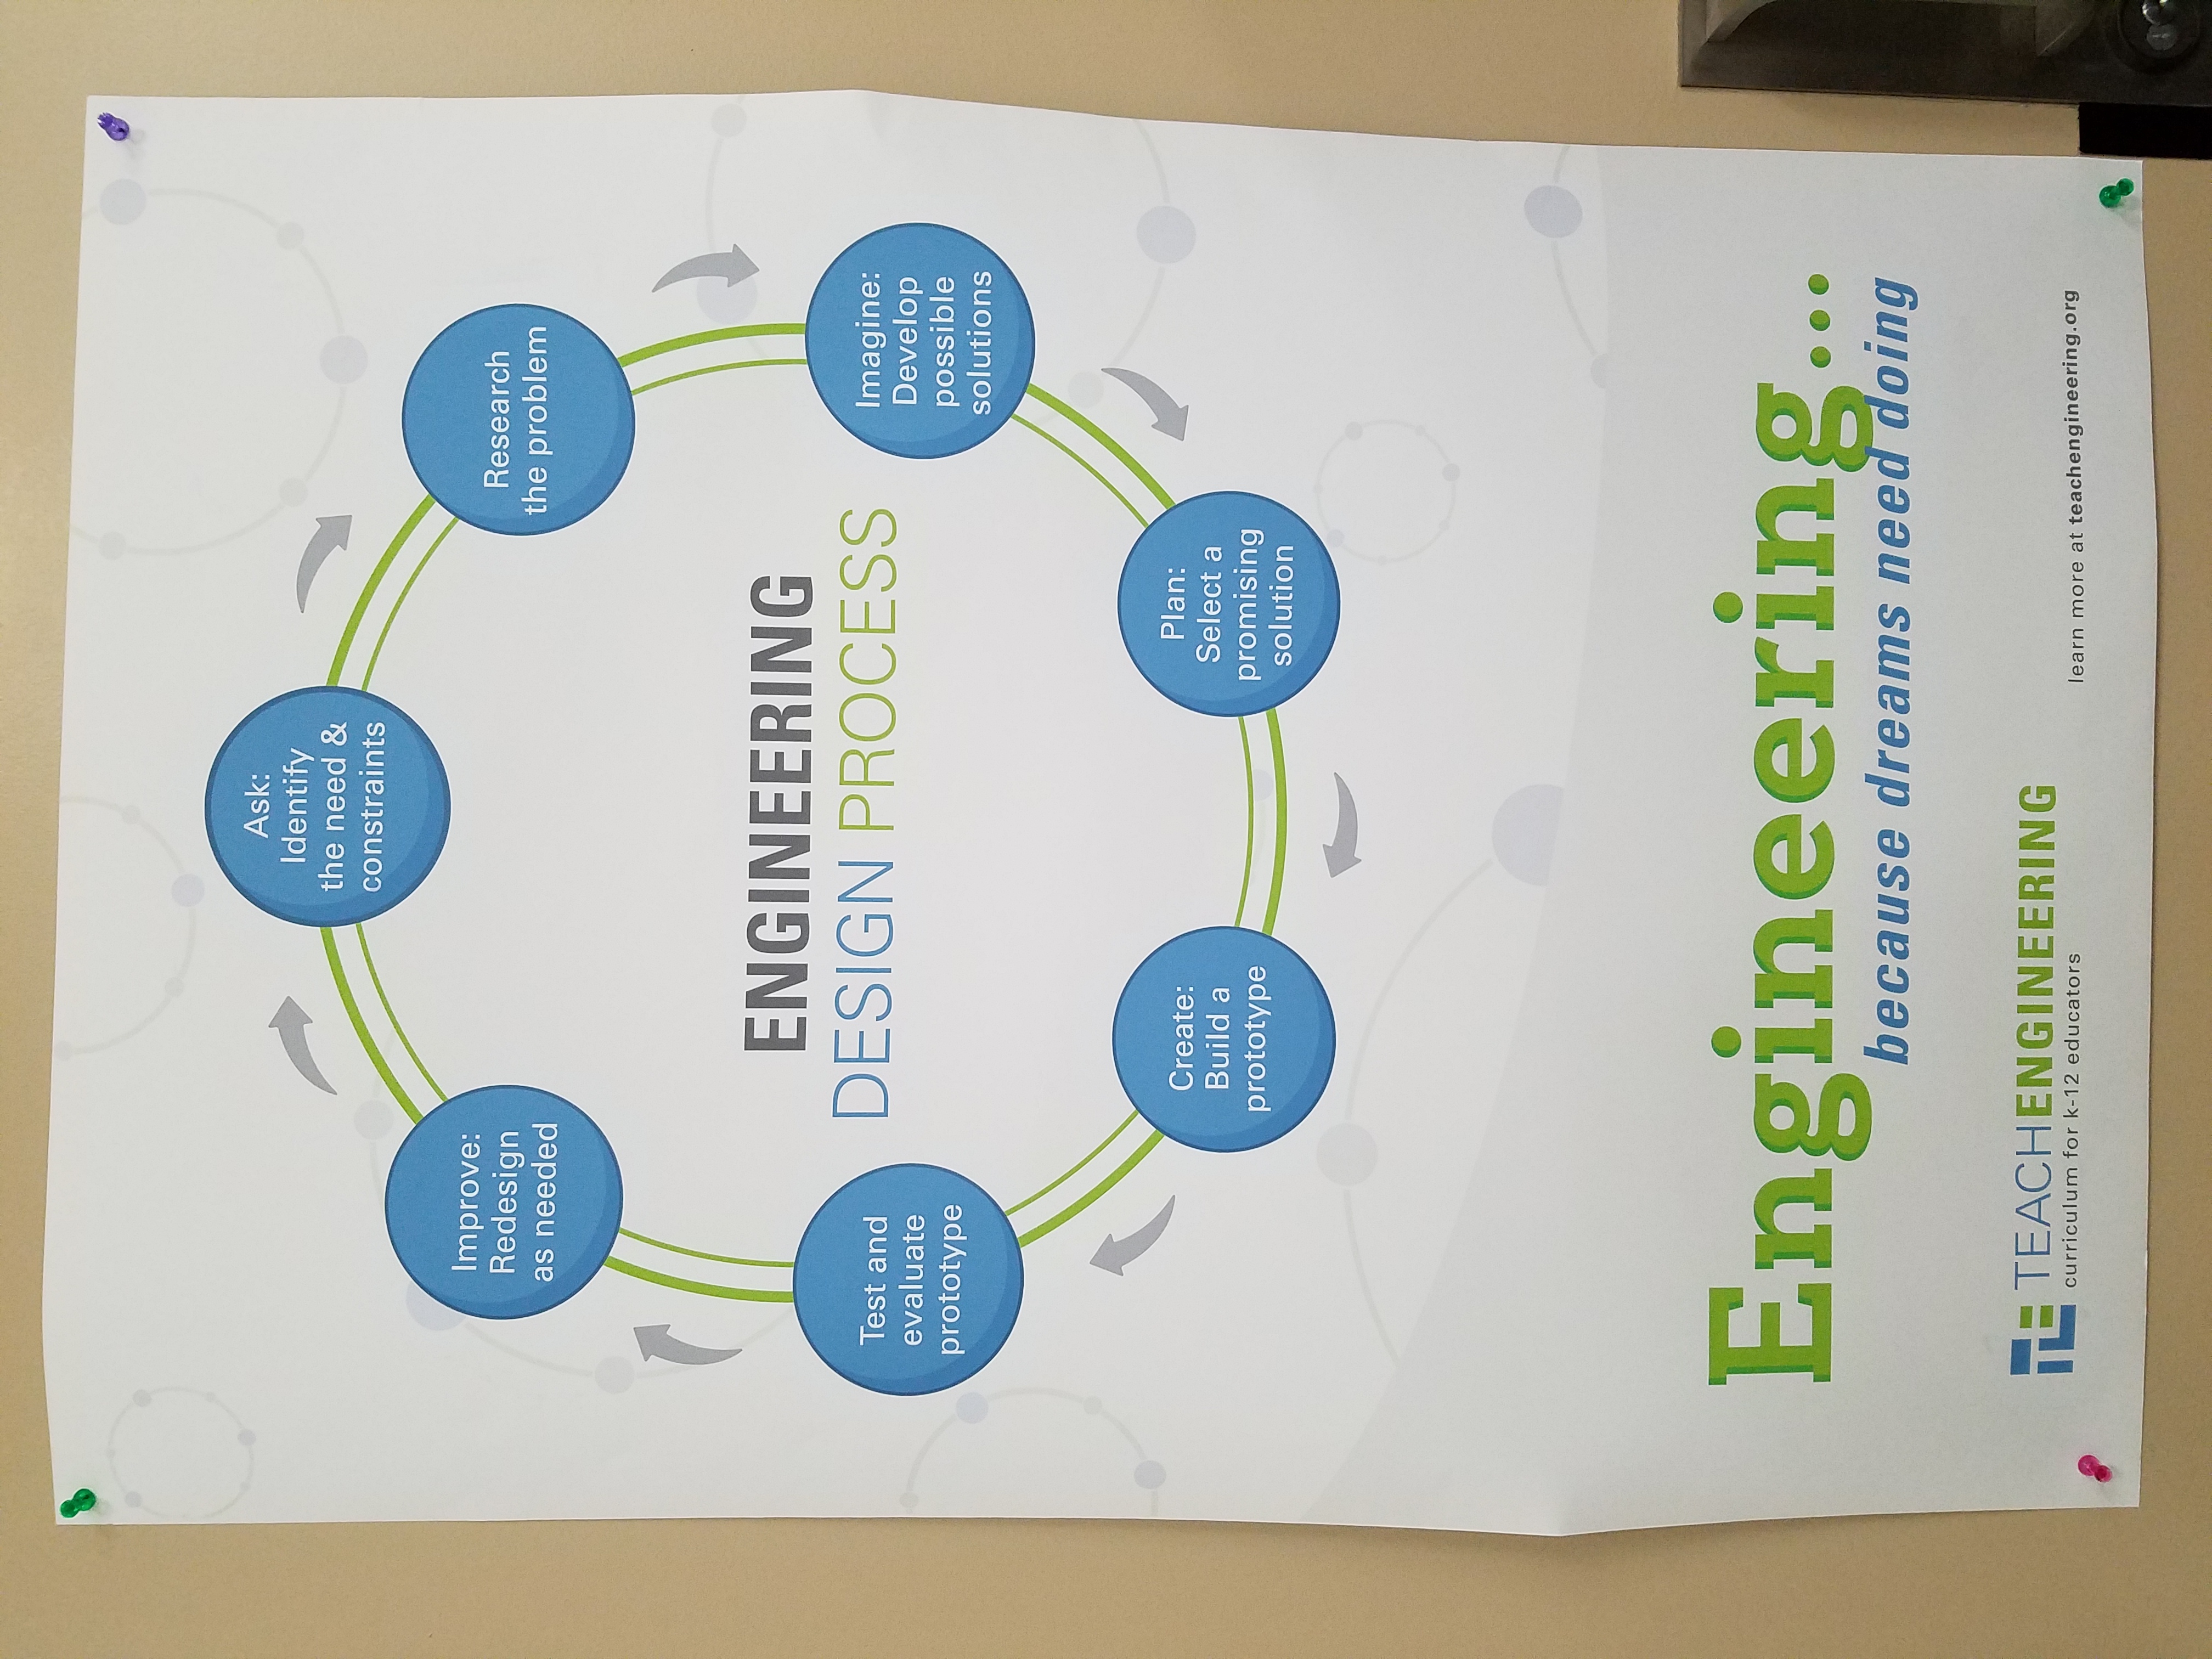 Ask:
Identify
the need &
constraints
Research
the problem
Imagine:
Develop
possible
solutions
Plan:
Select a
promising
solution
Create:
Build a
prototype
Test and
evaluate
prototype
Improve:
Redesign
as needed
ENGINEERING
DESIGN PROCESS
Engineering...
because dreams need doing
TEACHENGINEERING
curriculum for k-12 educators
learn more at teachengineering.org